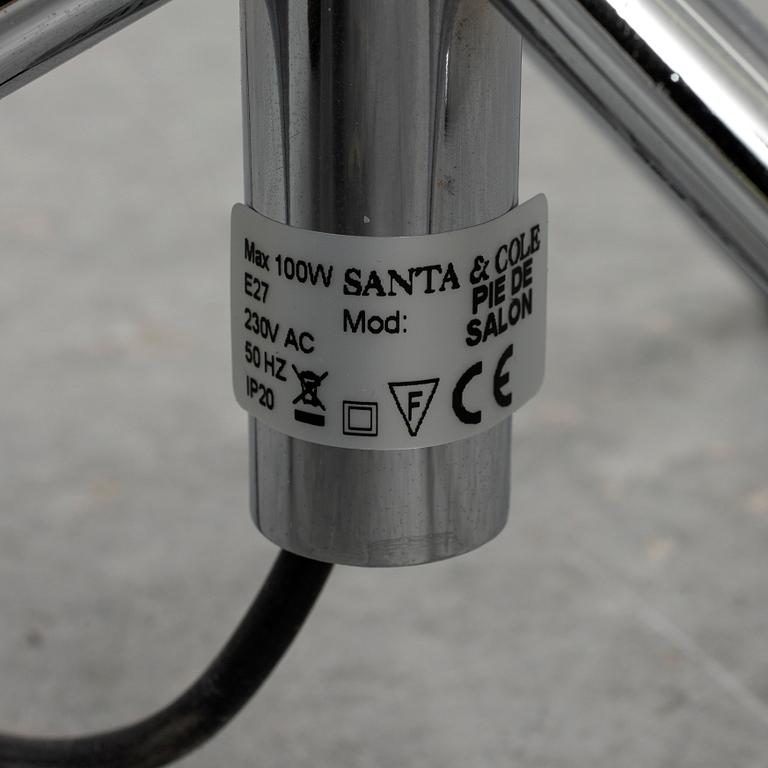 Max 100W
E27
230V AC
50 HZ
IP20
SANTA & COLE
Mod: PIE DE
SALON
F
CE